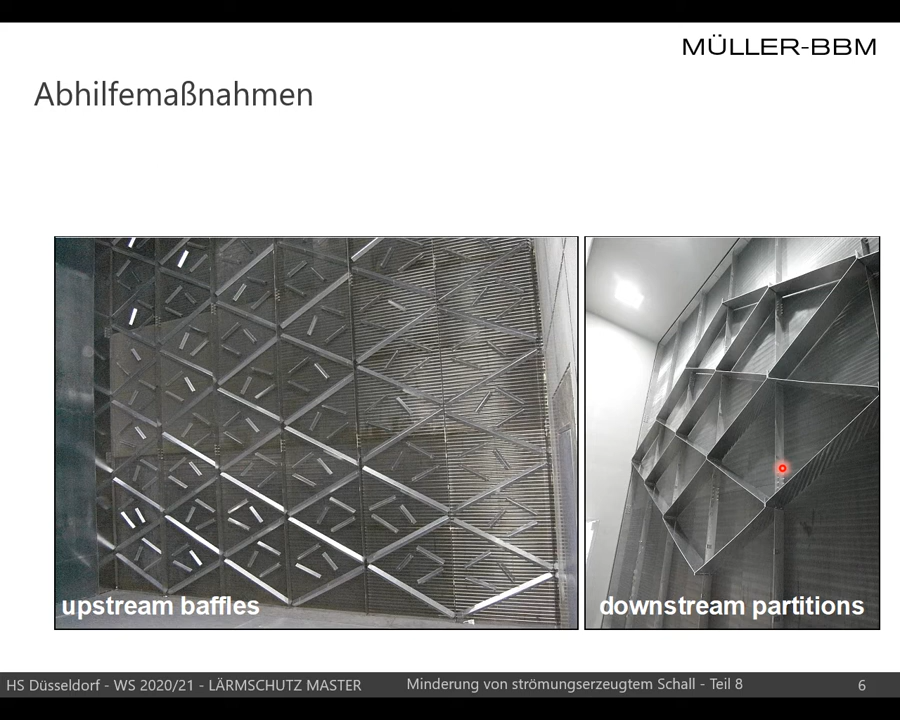 MÜLLER-BBM
Abhilfemaßnahmen
upstream baffles
downstream partitions
HS Düsseldorf - WS 2020/21 - LÄRMSCHUTZ MASTER
Minderung von strömungserzeugtem Schall - Teil 8
6